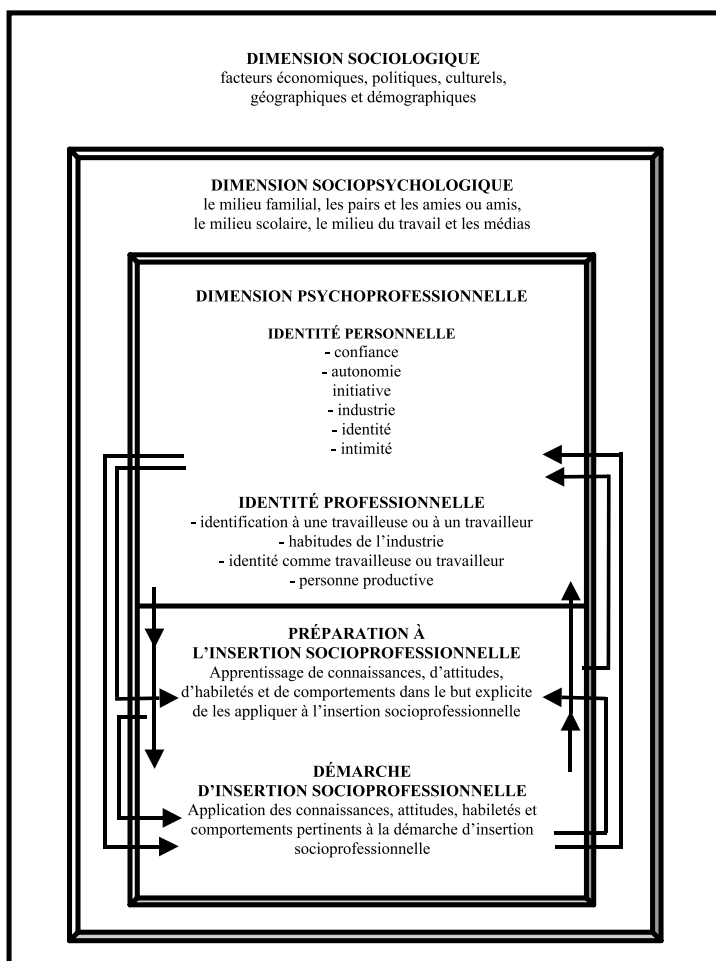 DIMENSION SOCIOLOGIQUE
facteurs économiques, politiques, culturels,
géographiques et démographiques
DIMENSION SOCIOPSYCHOLOGIQUE
le milieu familial, les pairs et les amies ou amis,
le milieu scolaire, le milieu du travail et les médias
DIMENSION PSYCHOPROFESSIONNELLE
IDENTITÉ PERSONNELLE
- confiance
- autonomie
initiative
- industrie
- identité
- intimité
IDENTITÉ PROFESSIONNELLE
- identification à une travailleuse ou à un travailleur
- habitudes de l’industrie
- identité comme travailleuse ou travailleur
- personne productive
PRÉPARATION À
L’INSERTION SOCIOPROFESSIONNELLE
Apprentissage de connaissances, d’attitudes,
d’habiletés et de comportements dans le but explicite
de les appliquer à l’insertion socioprofessionnelle
DÉMARCHE
D’INSERTION SOCIOPROFESSIONNELLE
Application des connaissances, attitudes, habiletés et
comportements pertinents à la démarche d’insertion
socioprofessionnelle